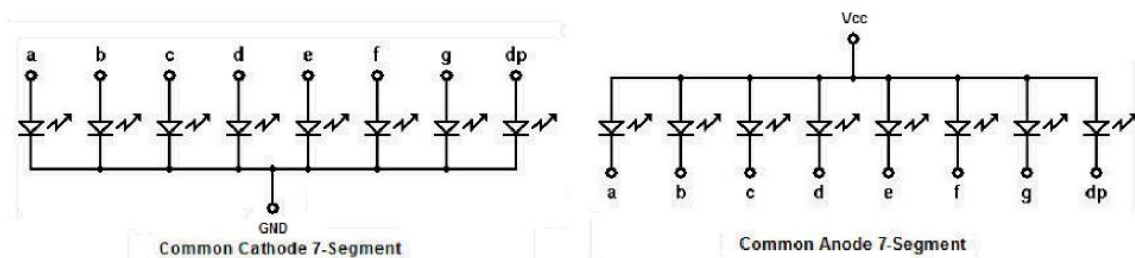 a b c d e f g dp
GND
Common Cathode 7-Segment
Vcc
a b c d e f g dp
Common Anode 7-Segment